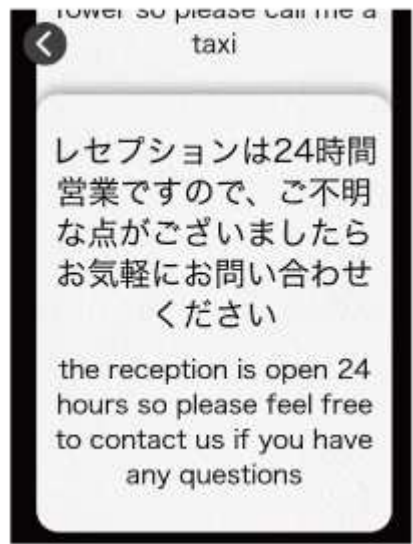 Tower so please call me a
taxi
レセプションは24時間
営業ですので、ご不明
な点がございましたら
お気軽にお問い合わせ
ください
the reception is open 24
hours so please feel free
to contact us if you have
any questions